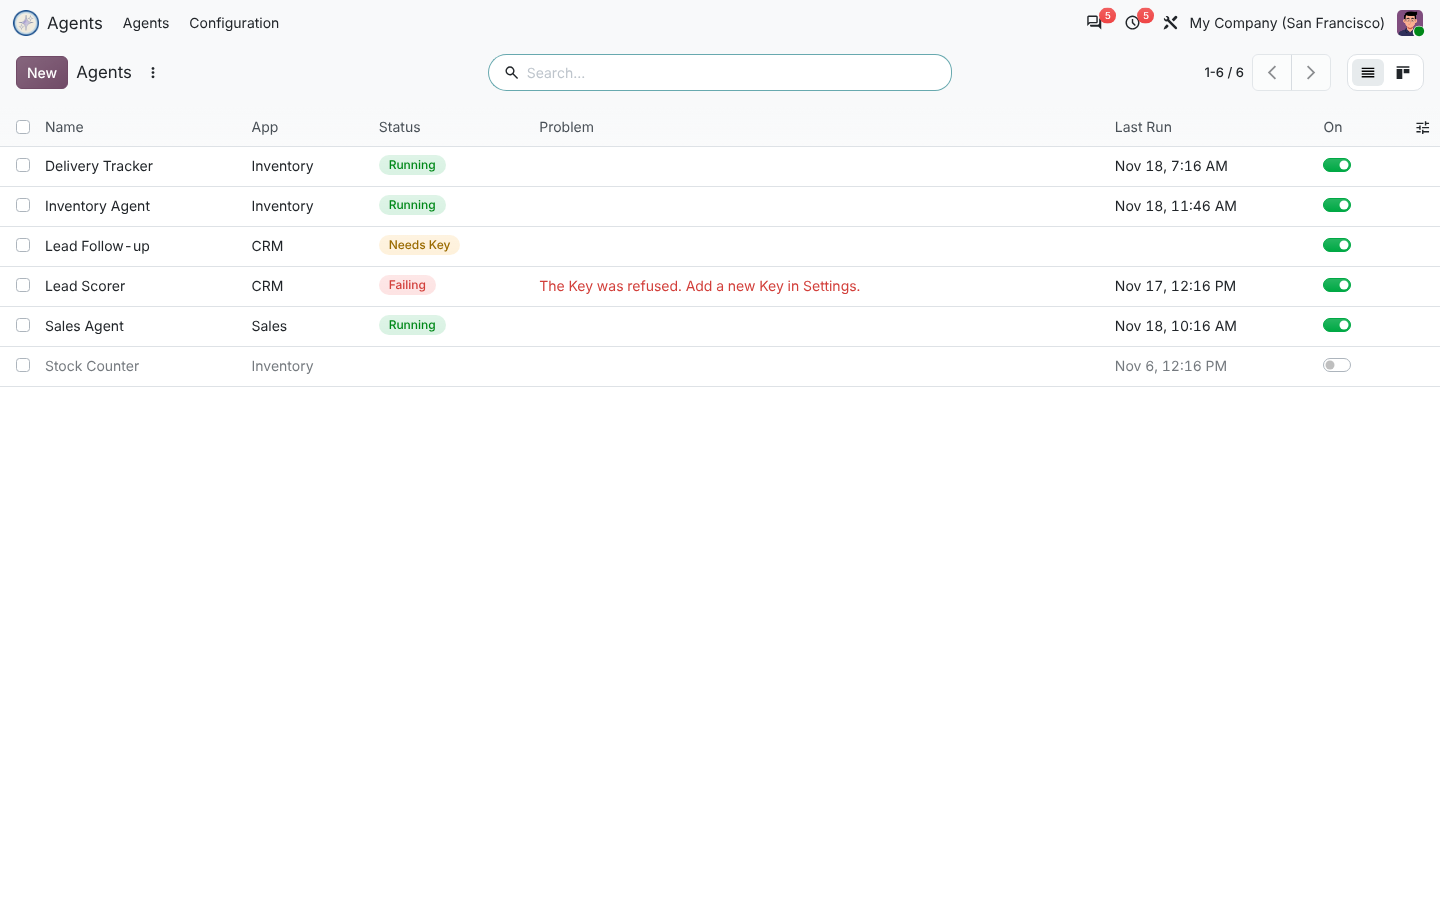 Agents Agents Configuration 5 5 My Company (San Francisco)
New Agents Search... 1-6 / 6
Name App Status Problem Last Run On
Delivery Tracker Inventory Running Nov 18, 7:16 AM
Inventory Agent Inventory Running Nov 18, 11:46 AM
Lead Follow-up CRM Needs Key
Lead Scorer CRM Failing The Key was refused. Add a new Key in Settings. Nov 17, 12:16 PM
Sales Agent Sales Running Nov 18, 10:16 AM
Stock Counter Inventory Nov 6, 12:16 PM